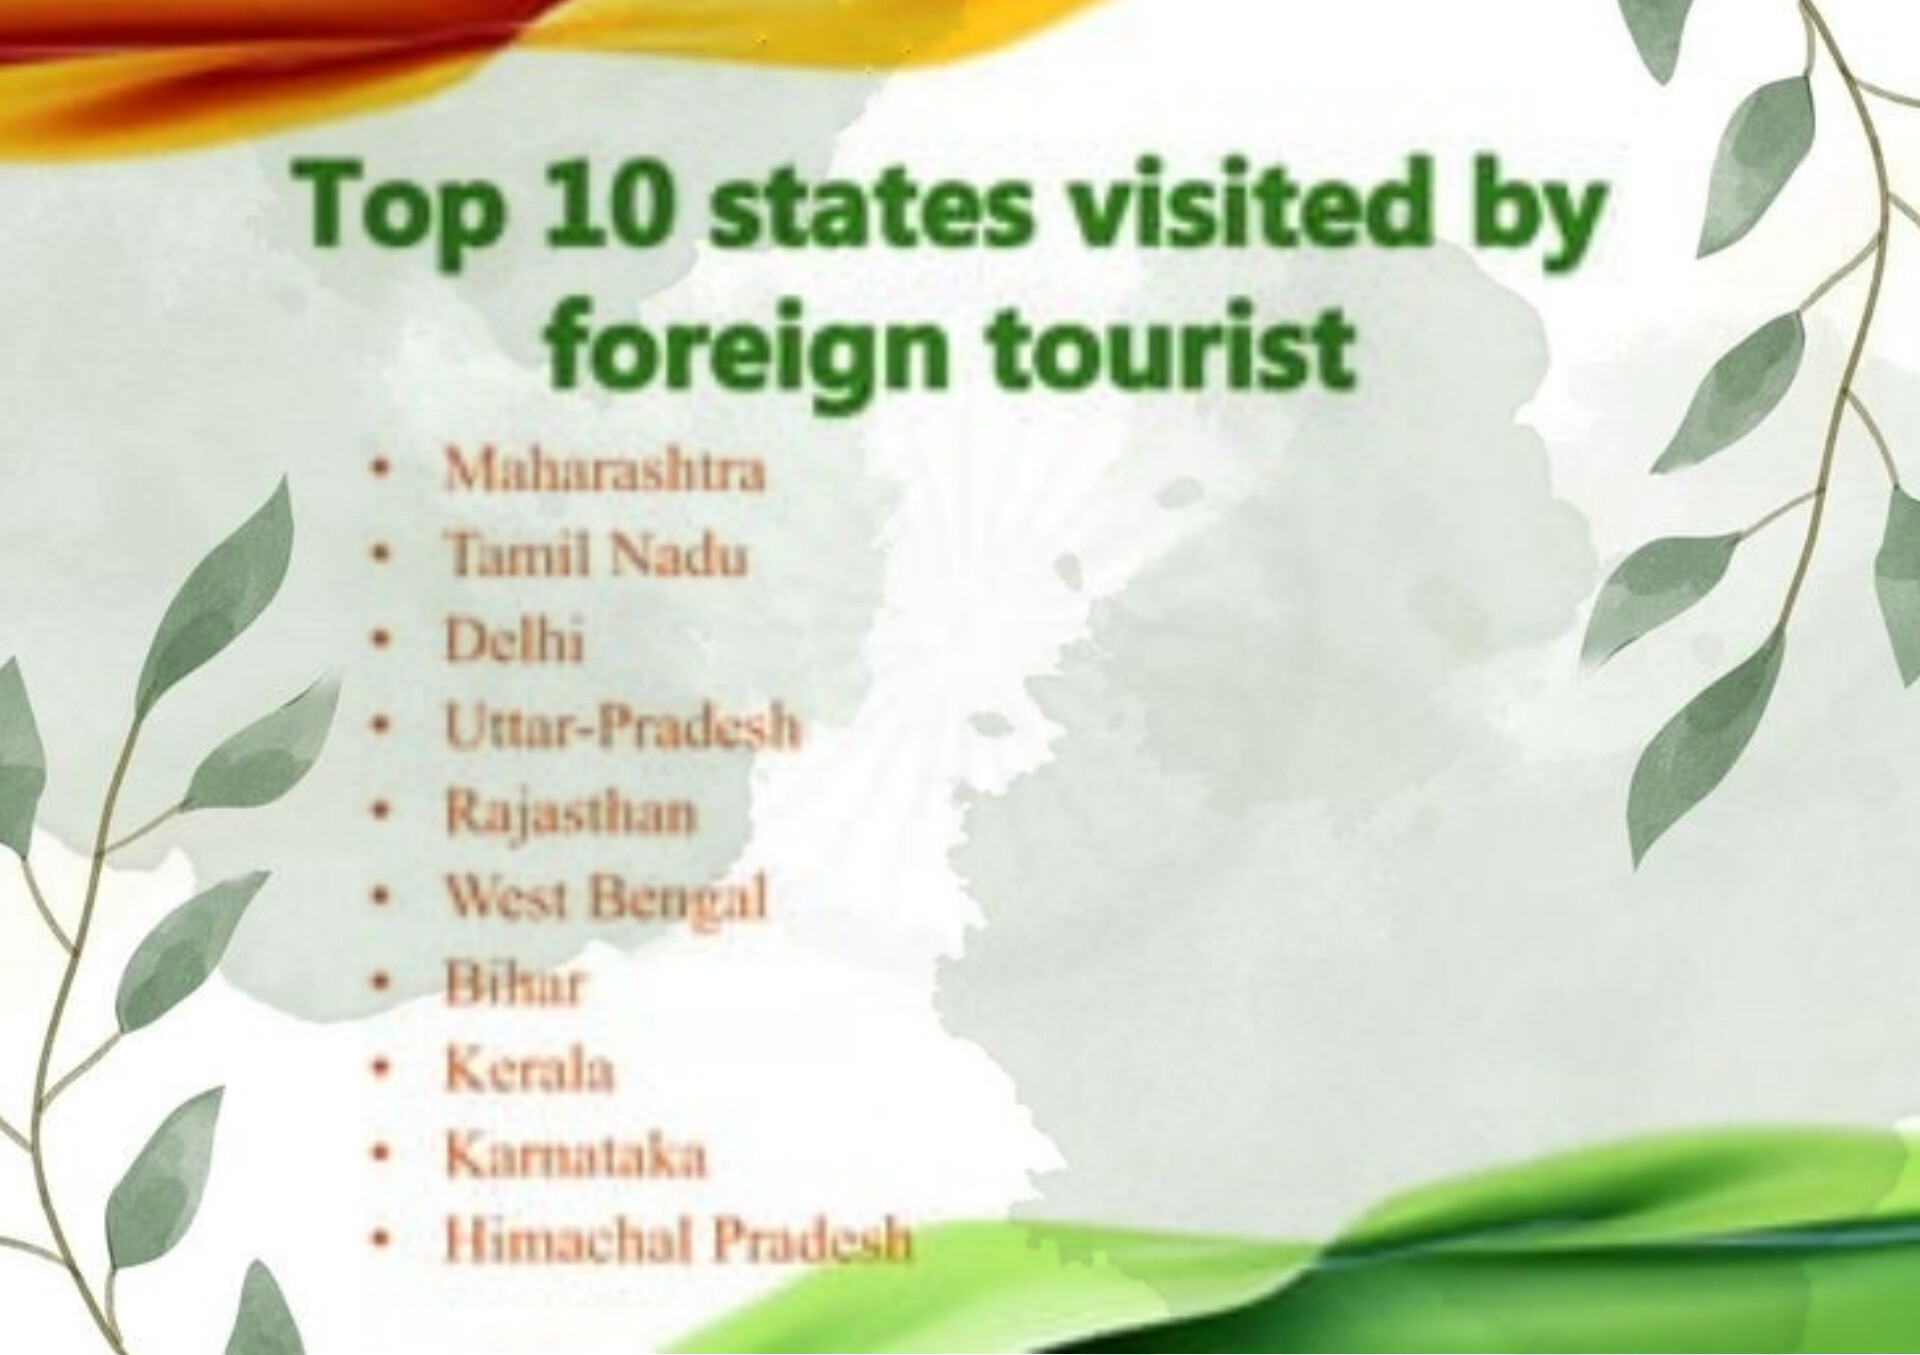 Top 10 states visited by
foreign tourist
• Maharashtra
• Tamil Nadu
• Delhi
• Uttar-Pradesh
• Rajasthan
• West Bengal
• Bihar
• Kerala
• Karnataka
• Himachal Pradesh